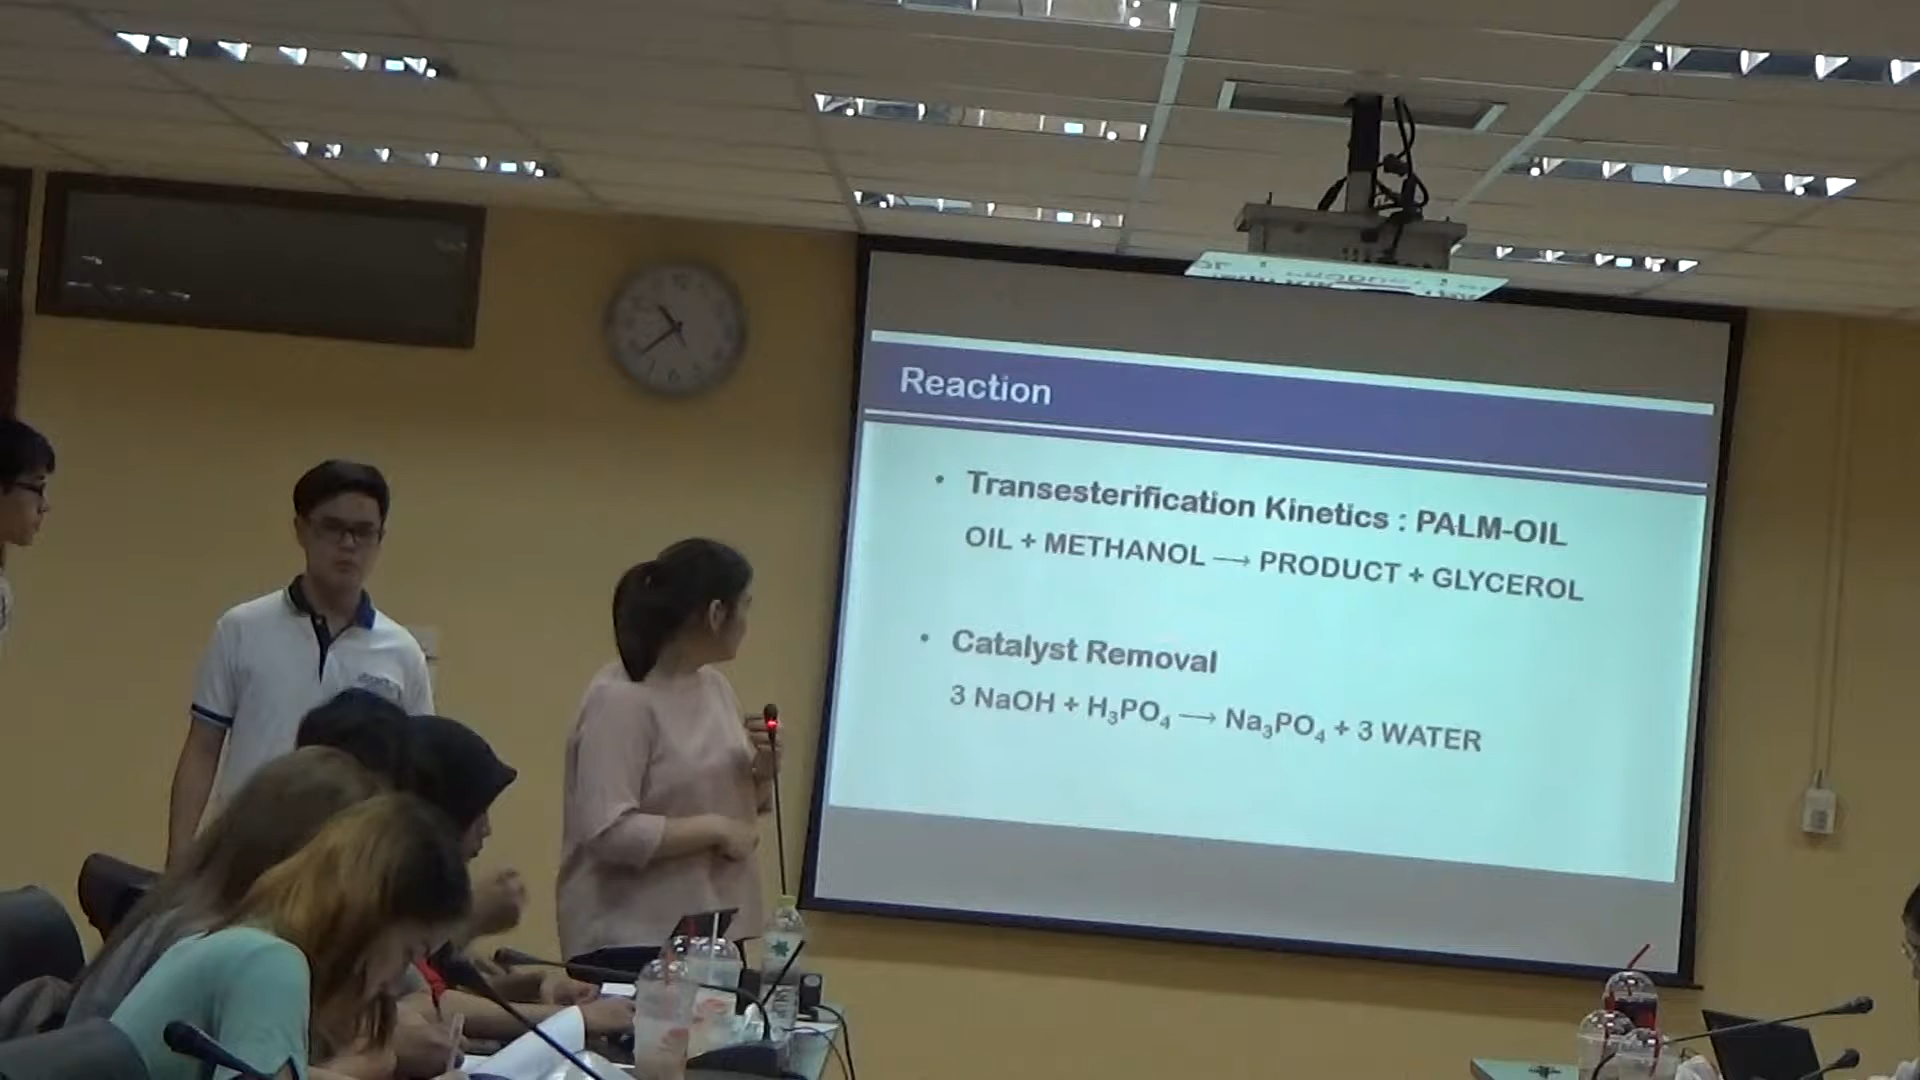 Reaction
• Transesterification Kinetics : PALM-OIL
OIL + METHANOL → PRODUCT + GLYCEROL
• Catalyst Removal
3 NaOH + H₃PO₄ → Na₃PO₄ + 3 WATER